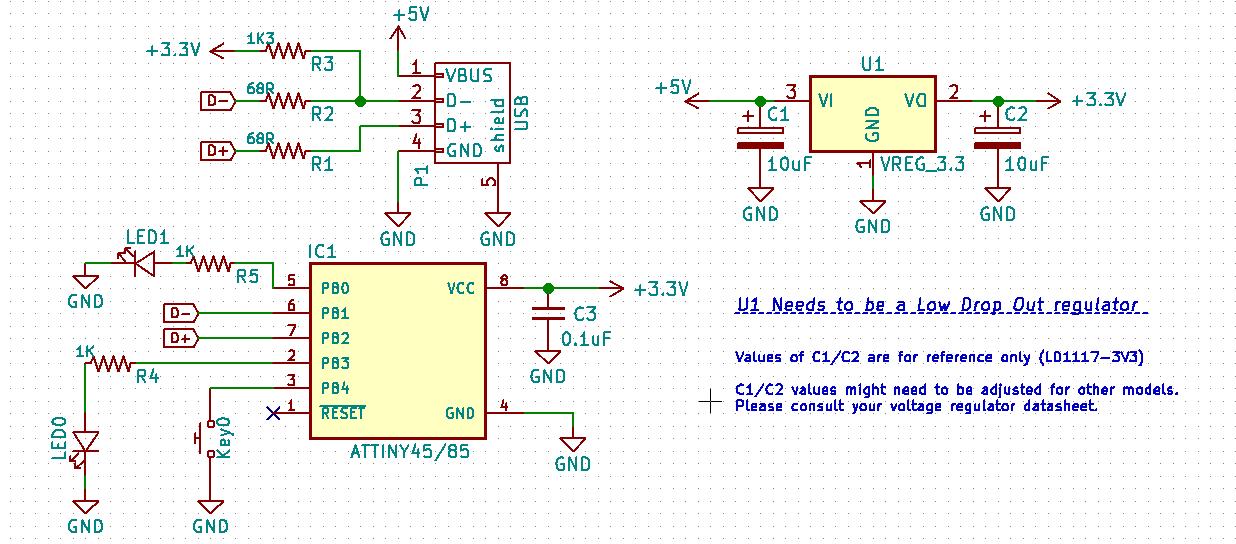 +5V
+3.3V
1K3
R3
1
VBUS
D-
68R
R2
2
D-
D+
68R
R1
3
D+
4
GND
shield
USB
P1
5
GND
GND
U1
+5V
3
VI
VO
2
+3.3V
C1
+
10uF
GND
1
VREG_3.3
C2
+
10uF
GND
GND
GND
LED1
1K
R5
GND
IC1
5
PB0
VCC
8
+3.3V
D-
6
PB1
D+
7
PB2
C3
0.1uF
GND
1K
R4
2
PB3
3
PB4
1
RESET
GND
4
GND
ATTINY45/85
LED0
Key0
GND
GND
U1 Needs to be a Low Drop Out regulator
Values of C1/C2 are for reference only (LD1117-3V3)
C1/C2 values might need to be adjusted for other models.
Please consult your voltage regulator datasheet.